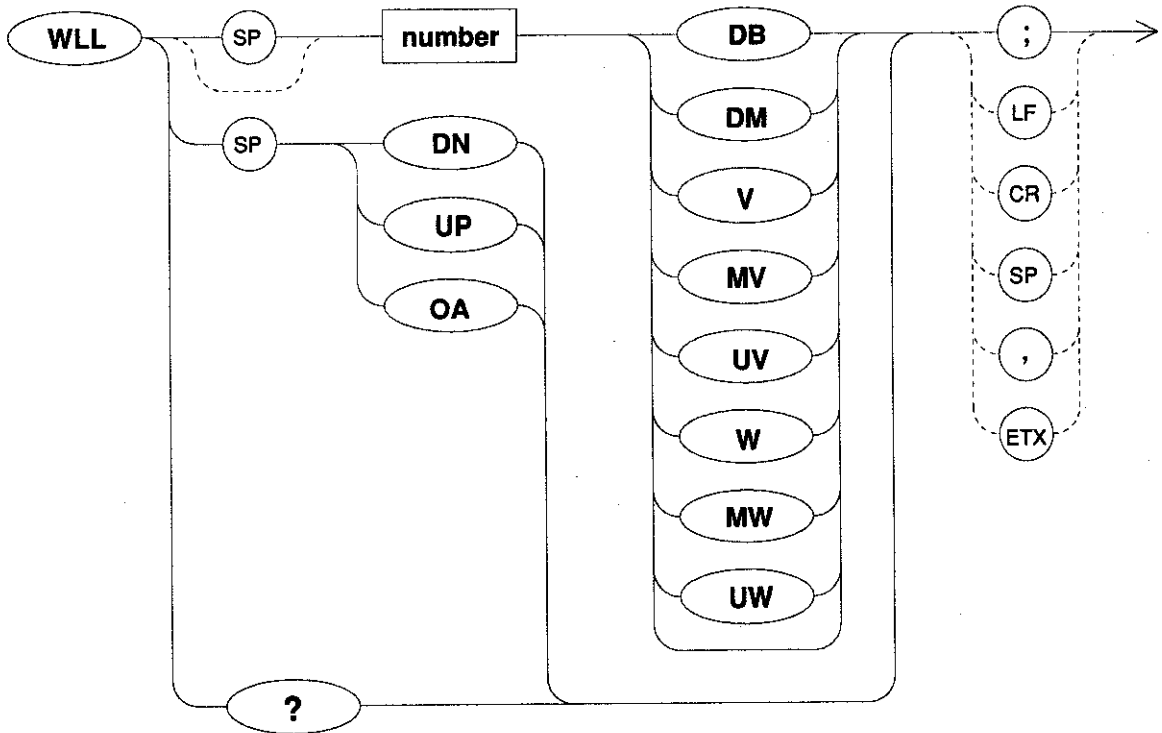 WLL SP number DB ;
DM LF
SP DN
V CR
UP
MV SP
OA
UV ,
W ETX
MW
UW
?